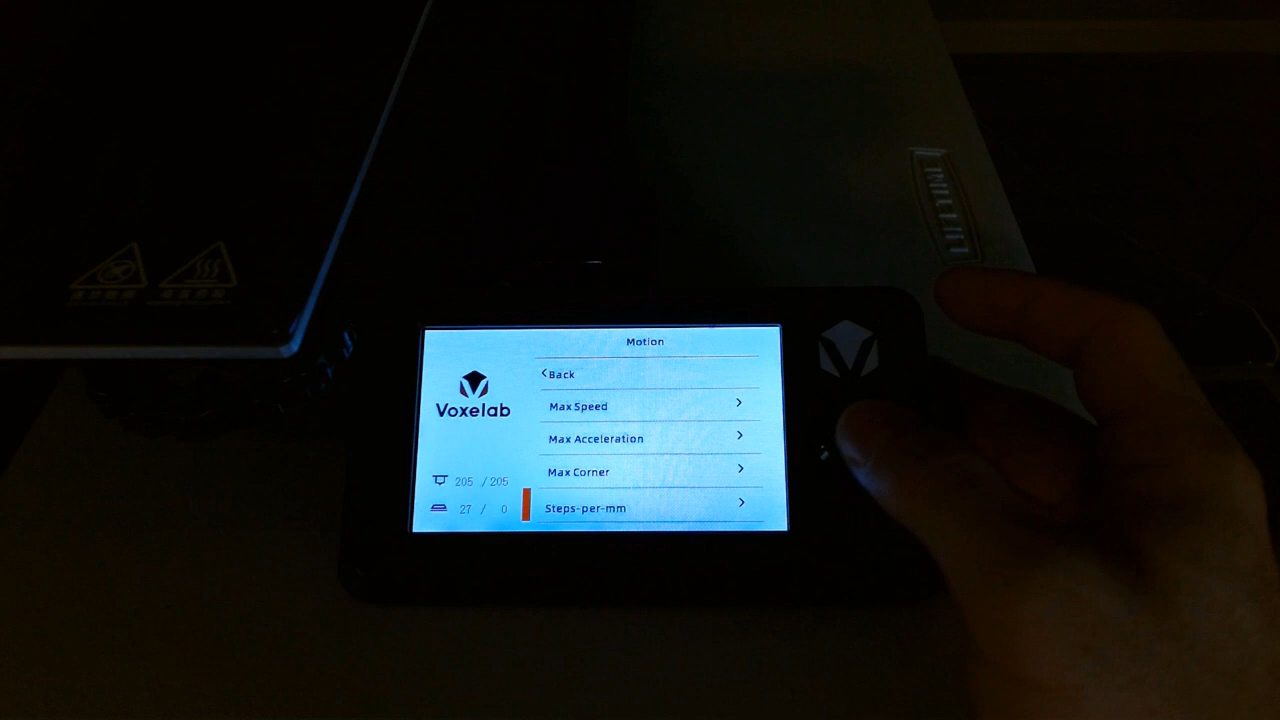 Motion
Back
Max Speed
Voxelab
Max Acceleration
Max Corner
205 / 205
Steps-per-mm
27 / 0